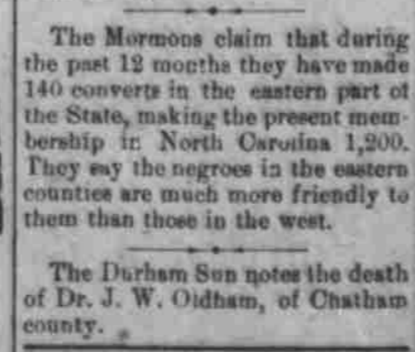 The Mormons claim that during
the past 12 months they have made
140 converts in the eastern part of
the State, making the present mem-
bership in North Carolina 1,200.
They say the negroes in the eastern
counties are much more friendly to
them than those in the west.
The Durham Sun notes the death
of Dr. J. W. Oldham, of Chatham
county.